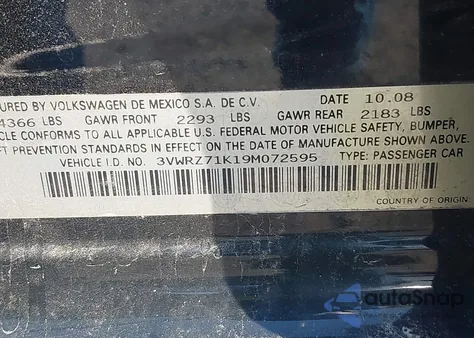 URED BY VOLKSWAGEN DE MEXICO S.A. DE C.V. DATE 10.08
4366 LBS GAWR FRONT 2293 LBS GAWR REAR 2183 LBS
CLE CONFORMS TO ALL APPLICABLE U.S. FEDERAL MOTOR VEHICLE SAFETY, BUMPER,
FT PREVENTION STANDARDS IN EFFECT ON THE DATE OF MANUFACTURE SHOWN ABOVE.
VEHICLE I.D. NO. 3VWRZ71K19M072595 TYPE: PASSENGER CAR
COUNTRY OF ORIGIN:
autoSnap